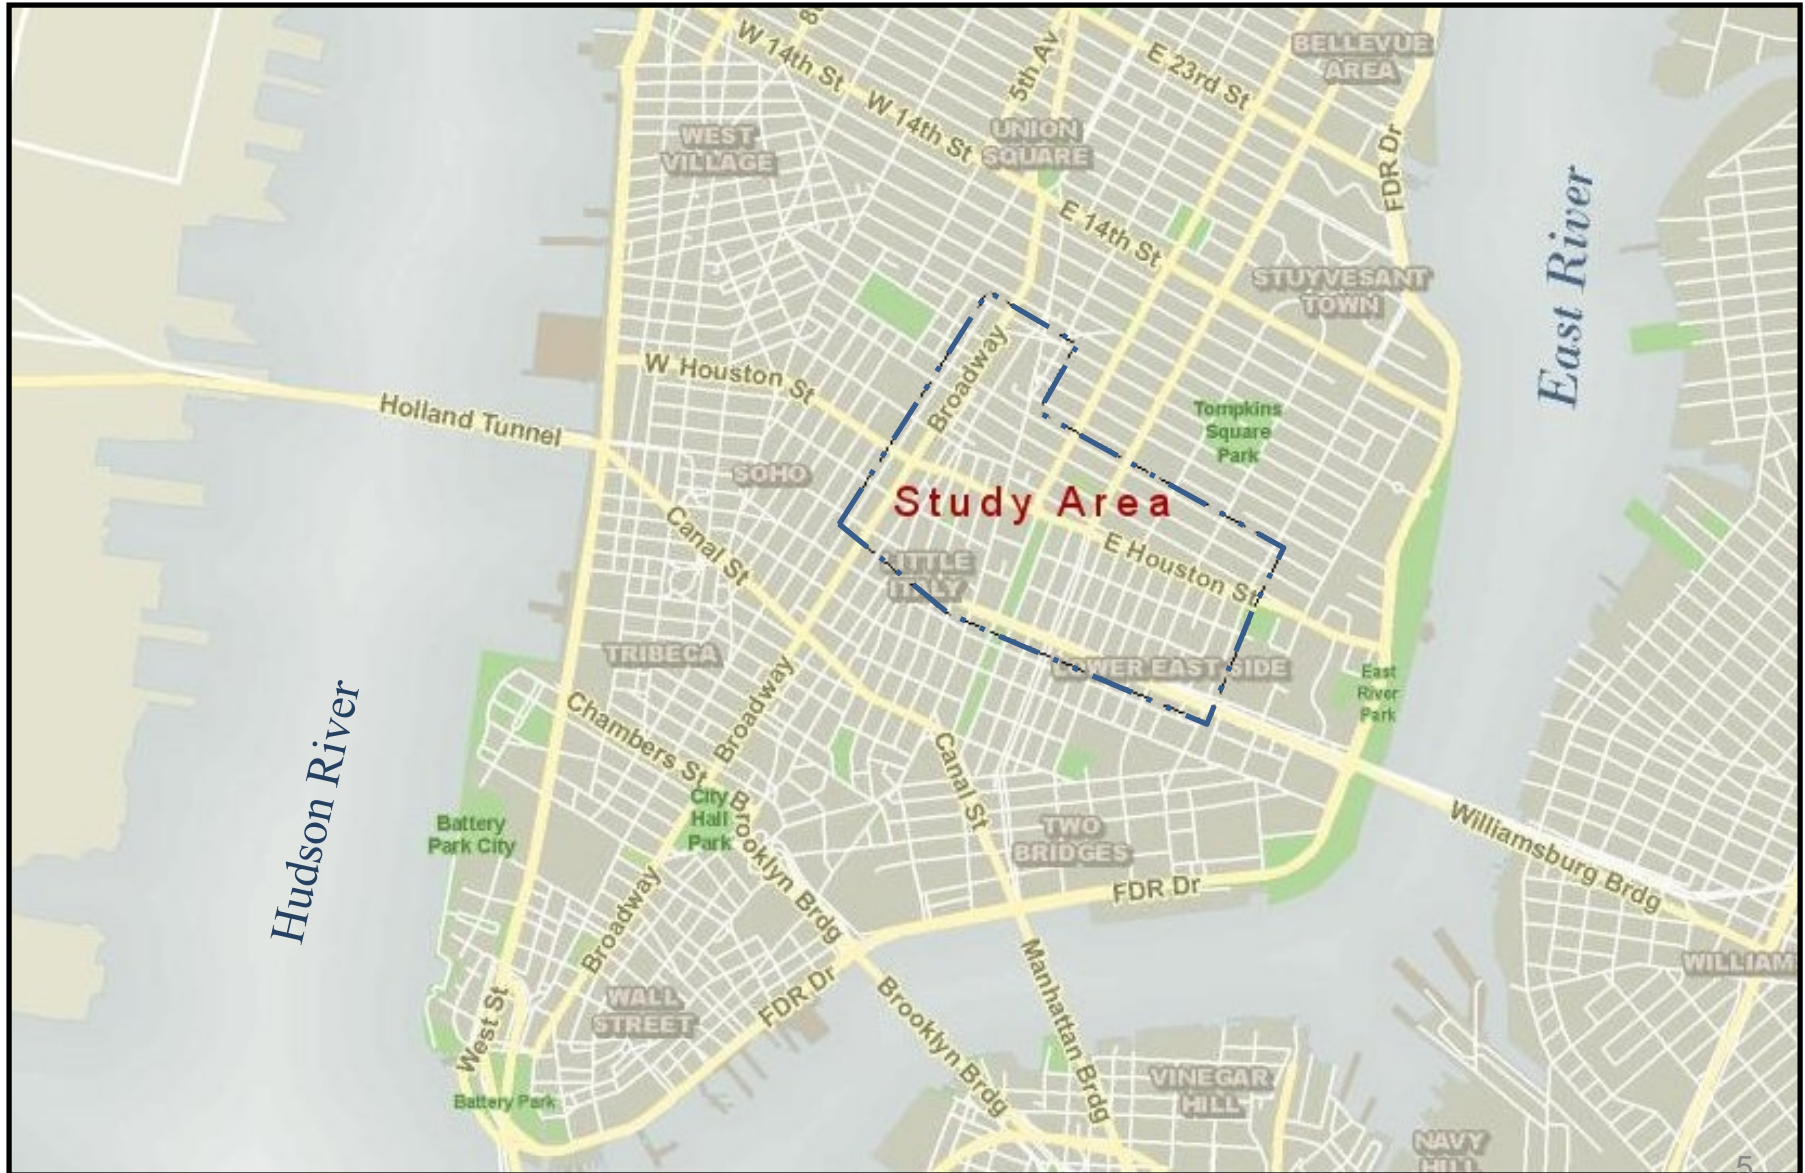 W 14th St
5th Av
E 23rd St
BELLEVUE
AREA
W 14th St
UNION
SQUARE
WEST
VILLAGE
FDR Dr
East River
E 14th St
STUYVESANT
TOWN
Broadway
W Houston St
Holland Tunnel
Tompkins
Square
Park
SOHO
Study Area
Canal St
E Houston St
LITTLE
ITALY
TRIBECA
LOWER EAST SIDE
East
River
Park
Hudson River
Chambers St
Broadway
Canal St
City
Hall
Park
Brooklyn Brdg
Battery
Park City
TWO
BRIDGES
Williamsburg Brdg
FDR Dr
Broadway
WILLIAM
Manhattan Brdg
WALL
STREET
FDR Dr
Brooklyn Brdg
West St
VINEGAR
HILL
Battery Park
NAVY
HILL
5